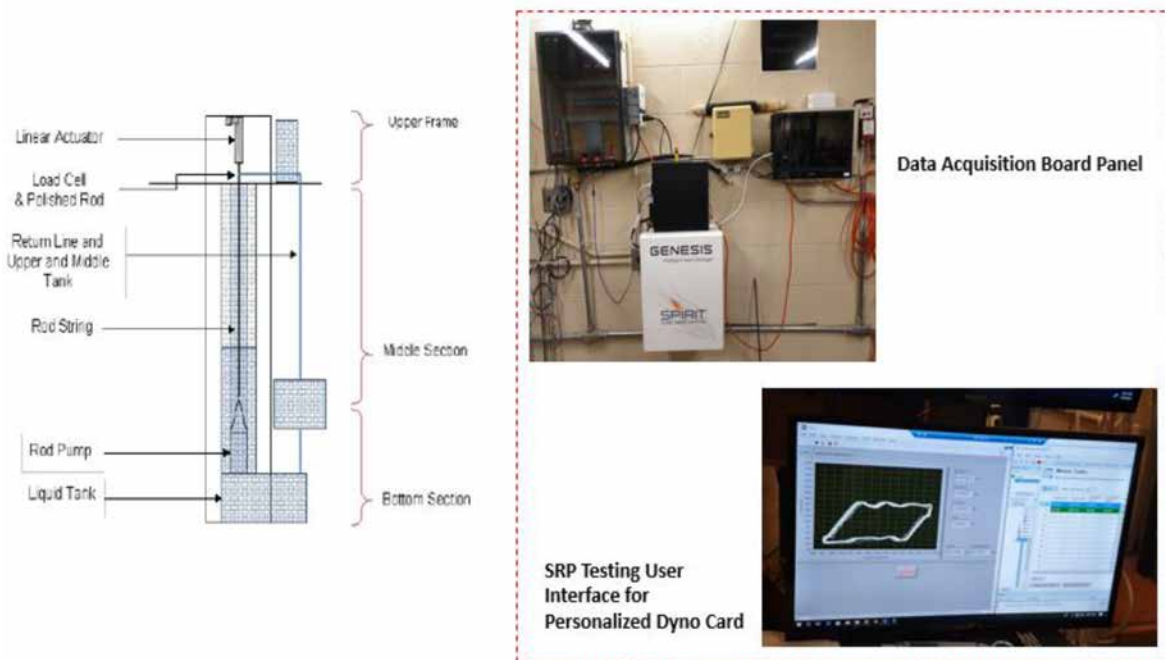 Linear Actuator
Load Cell
& Polished Rod
Return Line and
Upper and Middle
Tank
Rod String
Rod Pump
Liquid Tank
Upper Frame
Middle Section
Bottom Section
GENESIS
SPIRIT
Data Acquisition Board Panel
SRP Testing User
Interface for
Personalized Dyno Card